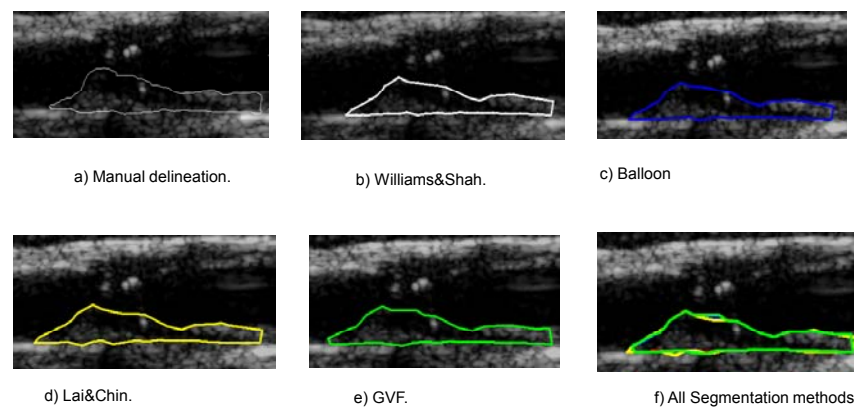 a) Manual delineation.
b) Williams&Shah.
c) Balloon
d) Lai&Chin.
e) GVF.
f) All Segmentation methods